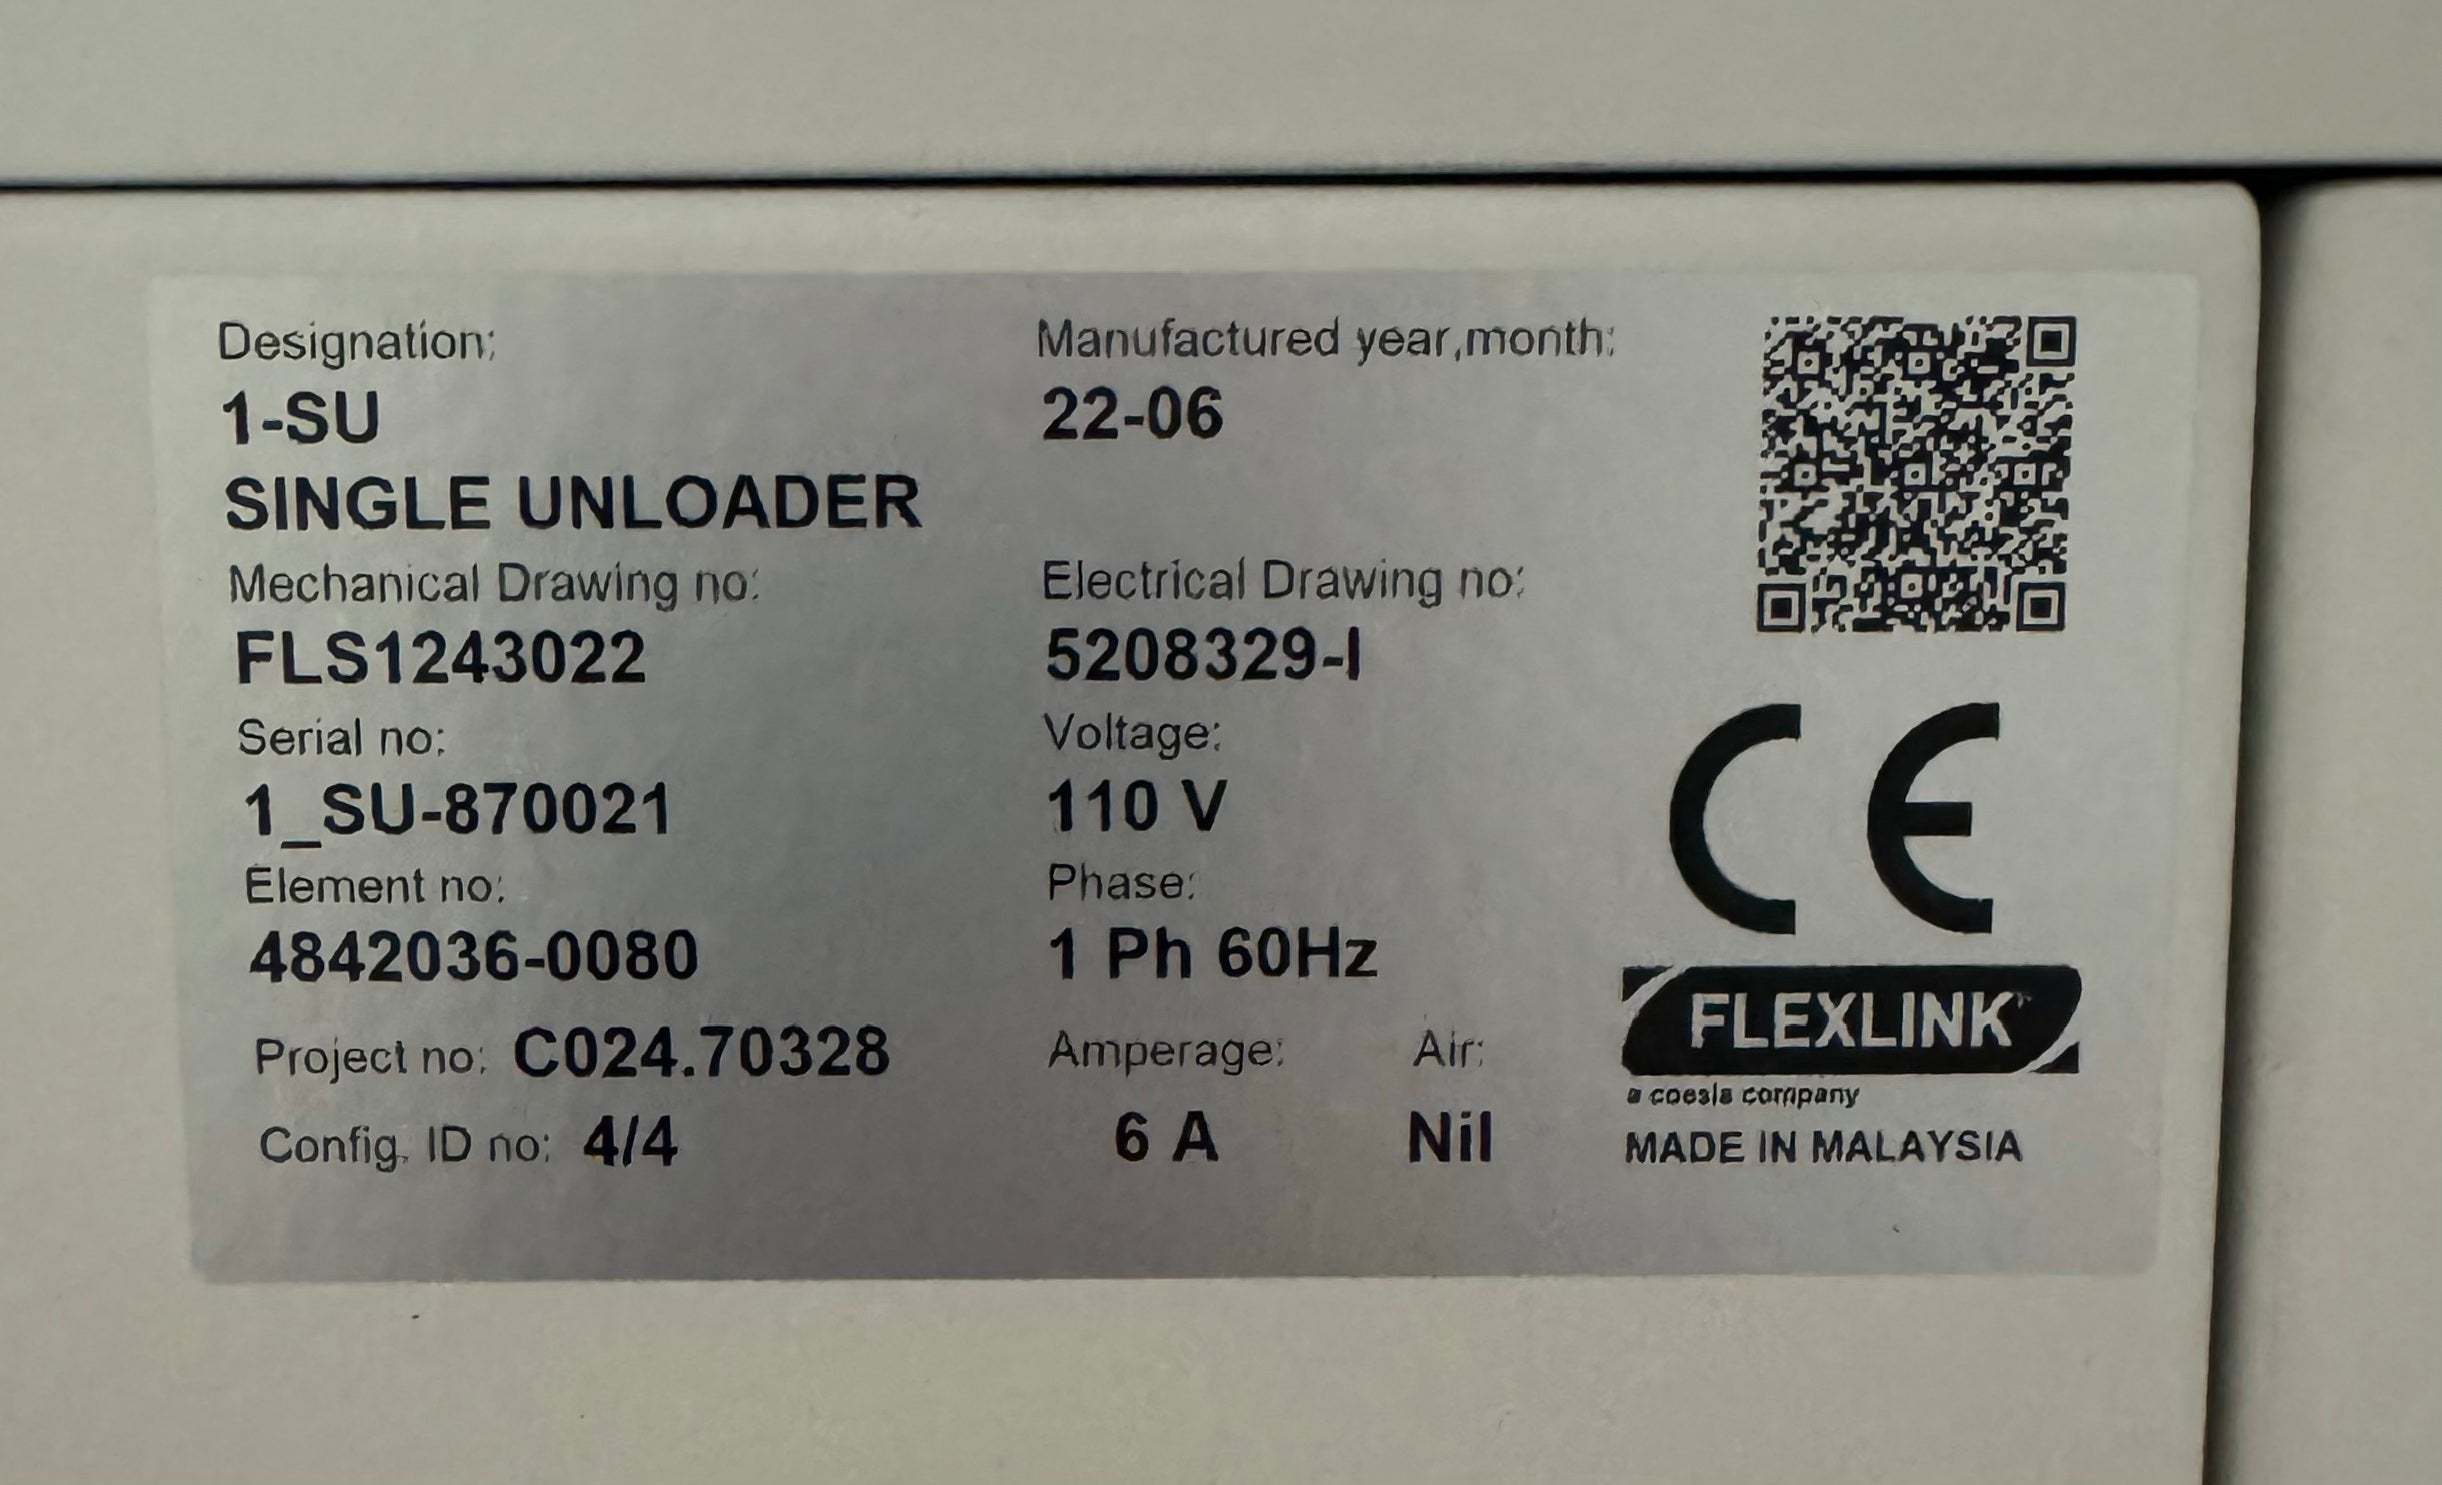 Designation:
1-SU
SINGLE UNLOADER
Mechanical Drawing no:
FLS1243022
Serial no:
1_SU-870021
Element no:
4842036-0080
Project no: C024.70328
Config. ID no: 4/4
Manufactured year,month:
22-06
Electrical Drawing no:
5208329-I
Voltage:
110 V
Phase:
1 Ph 60Hz
Amperage: Air:
6 A Nil
CE
FLEXLINK
a coesia company
MADE IN MALAYSIA